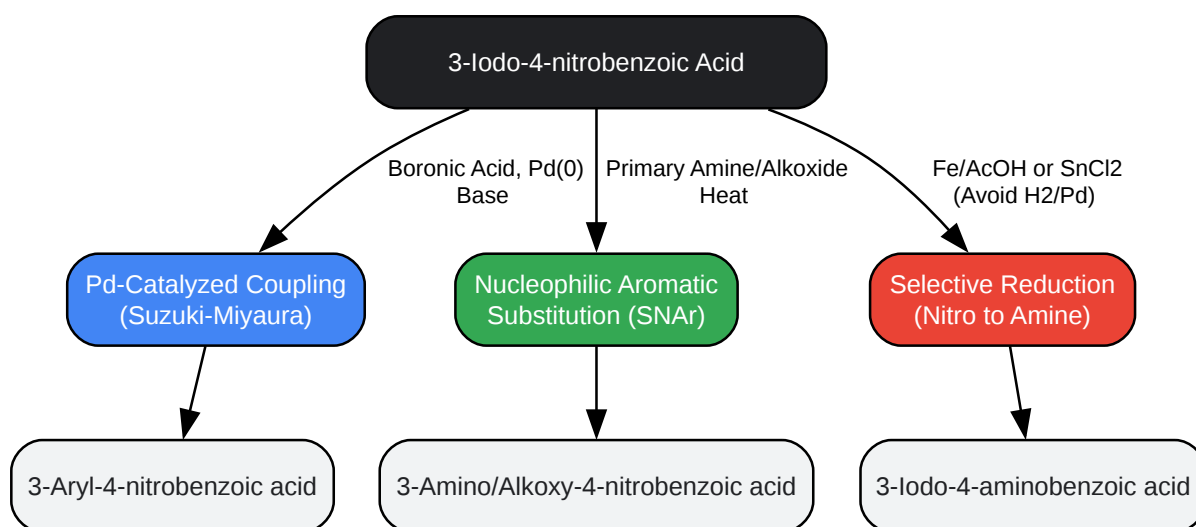 3-Iodo-4-nitrobenzoic Acid
Boronic Acid, Pd(0)
Base
Primary Amine/Alkoxide
Heat
Fe/AcOH or SnCl2
(Avoid H2/Pd)
Pd-Catalyzed Coupling
(Suzuki-Miyaura)
Nucleophilic Aromatic
Substitution (SNAr)
Selective Reduction
(Nitro to Amine)
3-Aryl-4-nitrobenzoic acid
3-Amino/Alkoxy-4-nitrobenzoic acid
3-Iodo-4-aminobenzoic acid